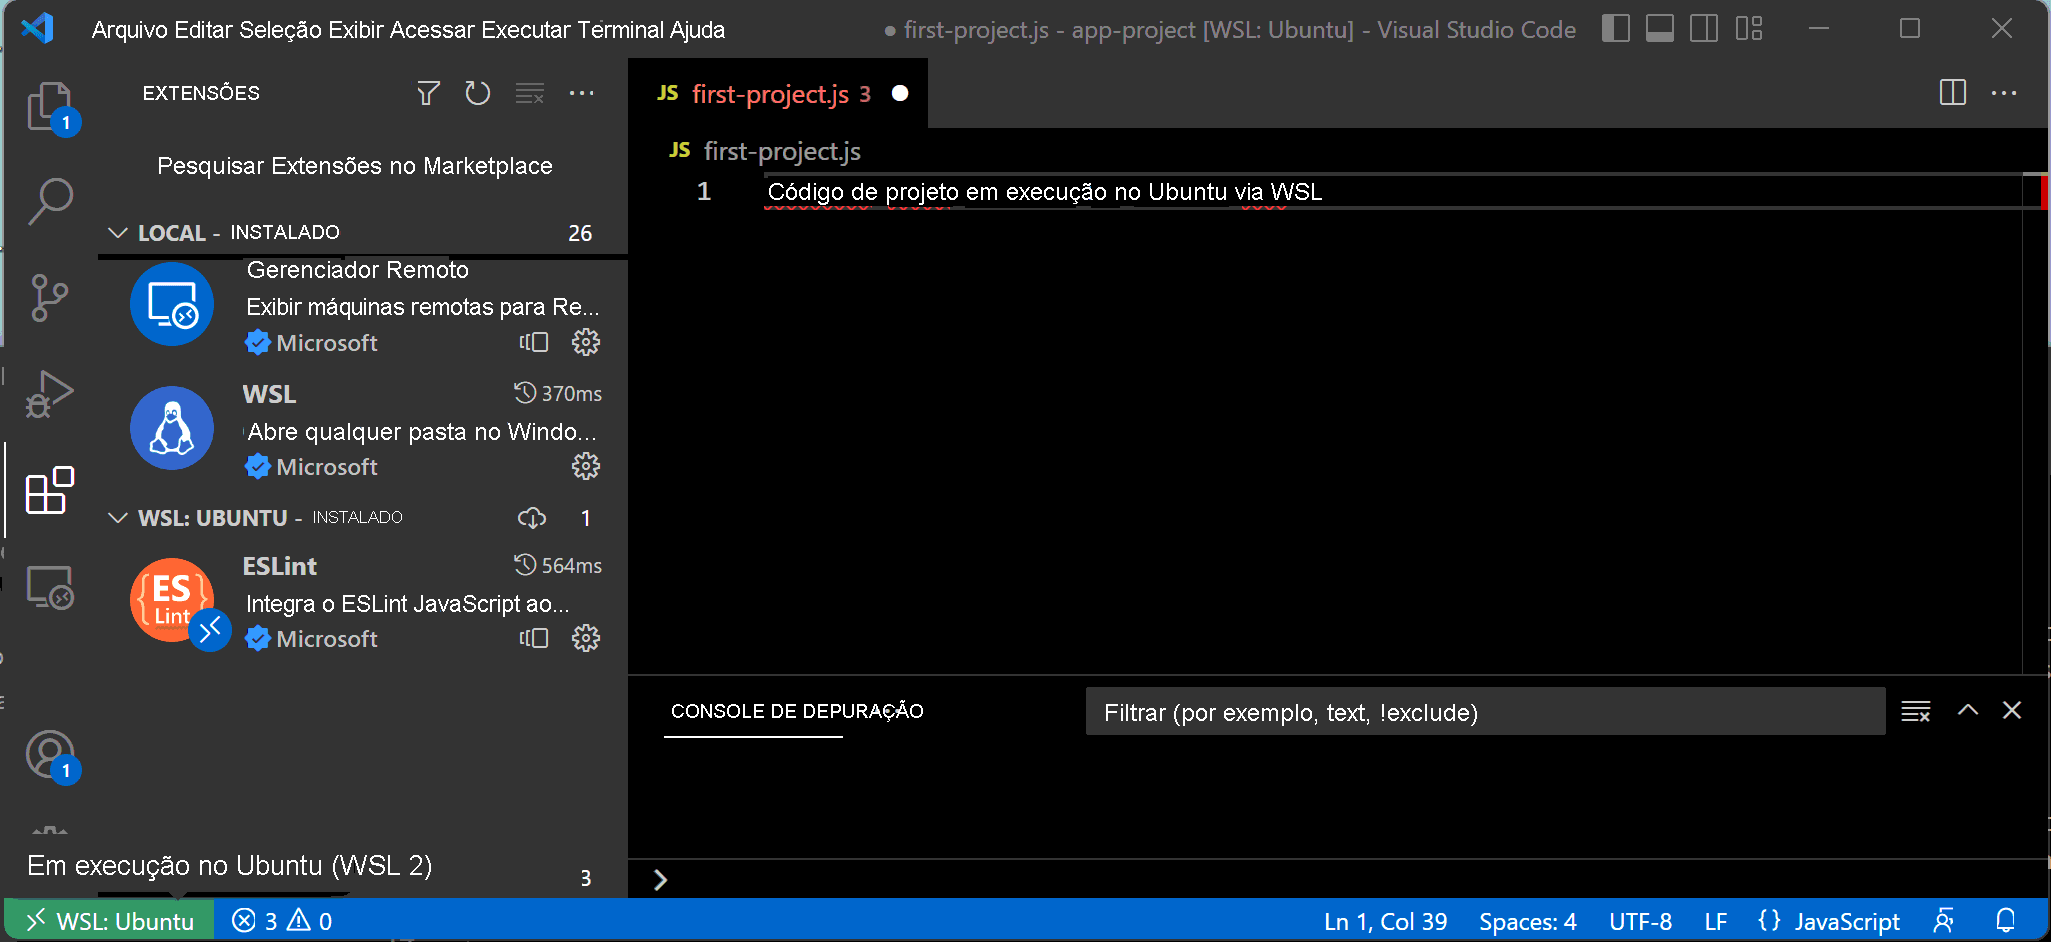 Arquivo Editar Seleção Exibir Acessar Executar Terminal Ajuda
● first-project.js - app-project [WSL: Ubuntu] - Visual Studio Code
EXTENSÕES
Pesquisar Extensões no Marketplace
LOCAL - INSTALADO 26
Gerenciador Remoto
Exibir máquinas remotas para Re...
Microsoft
WSL 370ms
Abre qualquer pasta no Windo...
Microsoft
WSL: UBUNTU - INSTALADO 1
ESLint 564ms
Integra o ESLint JavaScript ao...
Microsoft
ES
Lint
1
1
Em execução no Ubuntu (WSL 2)
3
JS first-project.js 3
JS first-project.js
1 Código de projeto em execução no Ubuntu via WSL
CONSOLE DE DEPURAÇÃO
Filtrar (por exemplo, text, !exclude)
WSL: Ubuntu 3 0
Ln 1, Col 39 Spaces: 4 UTF-8 LF {} JavaScript